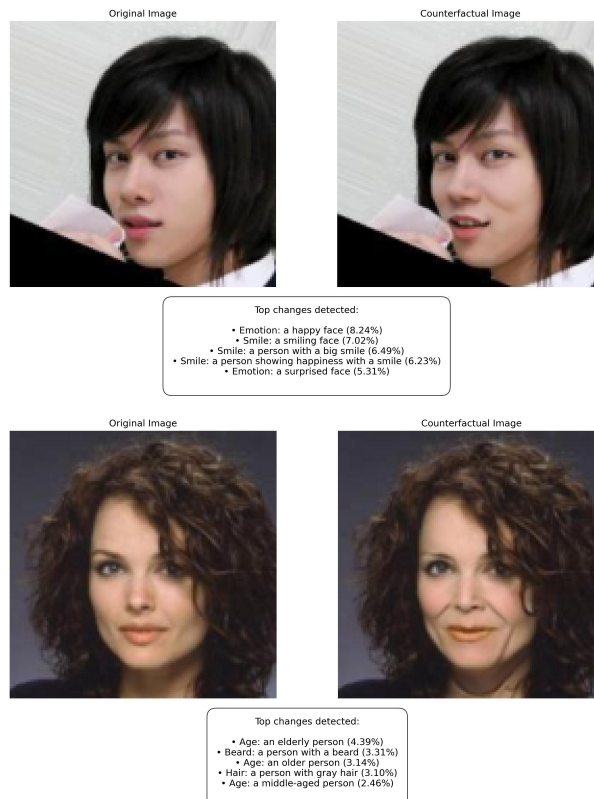 Original Image
Counterfactual Image
Top changes detected:
• Emotion: a happy face (8.24%)
• Smile: a smiling face (7.02%)
• Smile: a person with a big smile (6.49%)
• Smile: a person showing happiness with a smile (6.23%)
• Emotion: a surprised face (5.31%)
Original Image
Counterfactual Image
Top changes detected:
• Age: an elderly person (4.39%)
• Beard: a person with a beard (3.31%)
• Age: an older person (3.14%)
• Hair: a person with gray hair (3.10%)
• Age: a middle-aged person (2.46%)